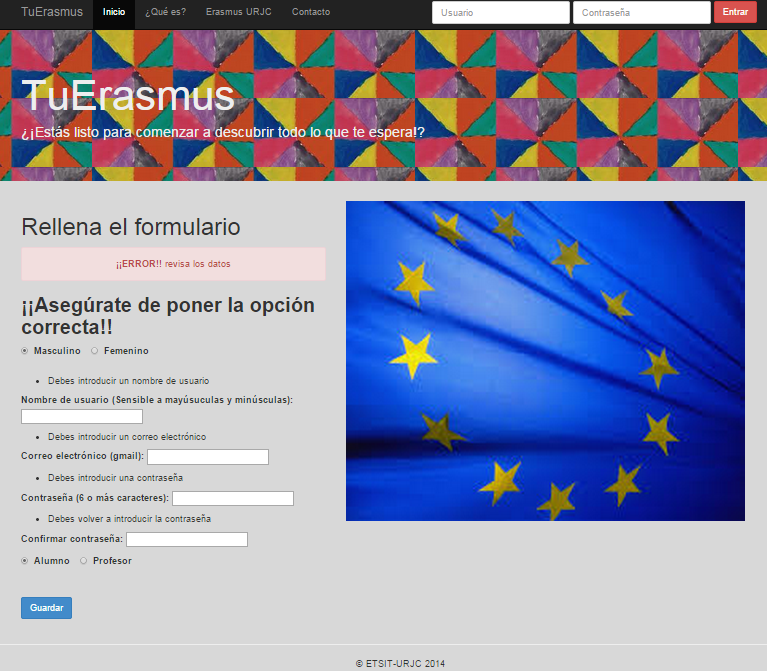 TuErasmus Inicio ¿Qué es? Erasmus URJC Contacto Usuario Contraseña Entrar
TuErasmus
¿¡Estás listo para comenzar a descubrir todo lo que te espera!?
Rellena el formulario
¡¡ERROR!! revisa los datos
¡¡Asegúrate de poner la opción
correcta!!
Masculino Femenino
Debes introducir un nombre de usuario
Nombre de usuario (Sensible a mayúsuculas y minúsculas):
Debes introducir un correo electrónico
Correo electrónico (gmail):
Debes introducir una contraseña
Contraseña (6 o más caracteres):
Debes volver a introducir la contraseña
Confirmar contraseña:
Alumno Profesor
Guardar
© ETSIT-URJC 2014